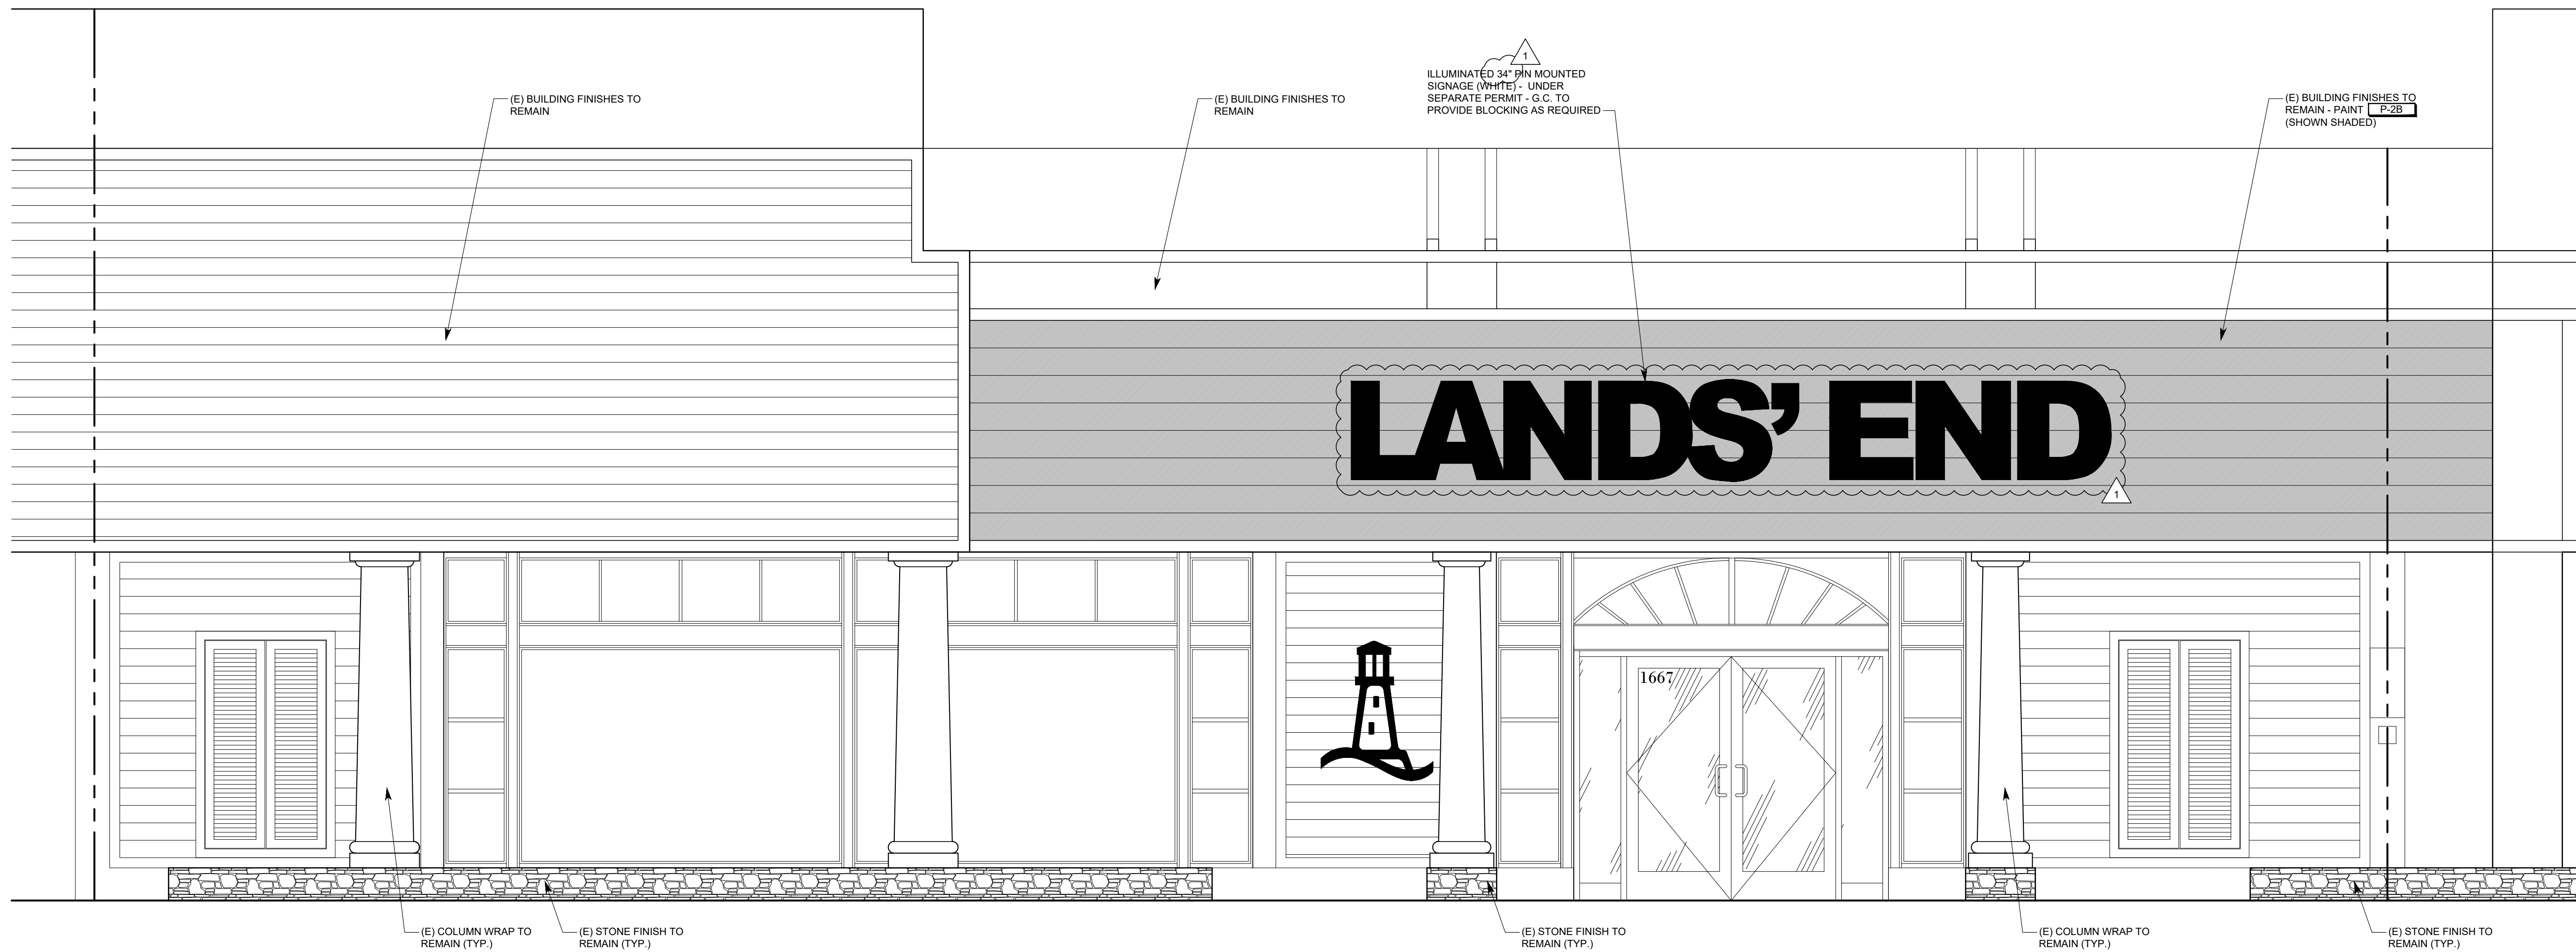 1
ILLUMINATED 34" PIN MOUNTED
SIGNAGE (WHITE) - UNDER
SEPARATE PERMIT - G.C. TO
PROVIDE BLOCKING AS REQUIRED
(E) BUILDING FINISHES TO
REMAIN
(E) BUILDING FINISHES TO
REMAIN
(E) BUILDING FINISHES TO
REMAIN - PAINT P-2B
(SHOWN SHADED)
LANDS' END
1
1667
(E) COLUMN WRAP TO
REMAIN (TYP.)
(E) STONE FINISH TO
REMAIN (TYP.)
(E) STONE FINISH TO
REMAIN (TYP.)
(E) COLUMN WRAP TO
REMAIN (TYP.)
(E) STONE FINISH TO
REMAIN (TYP.)